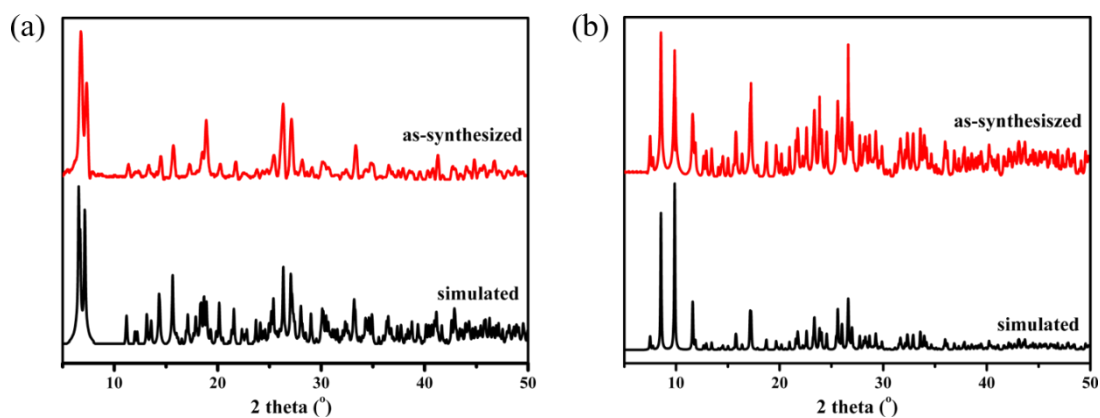 (a)
as-synthesized
simulated
10 20 30 40 50
2 theta (°)
(b)
as-synthesiszed
simulated
10 20 30 40 50
2 theta (°)